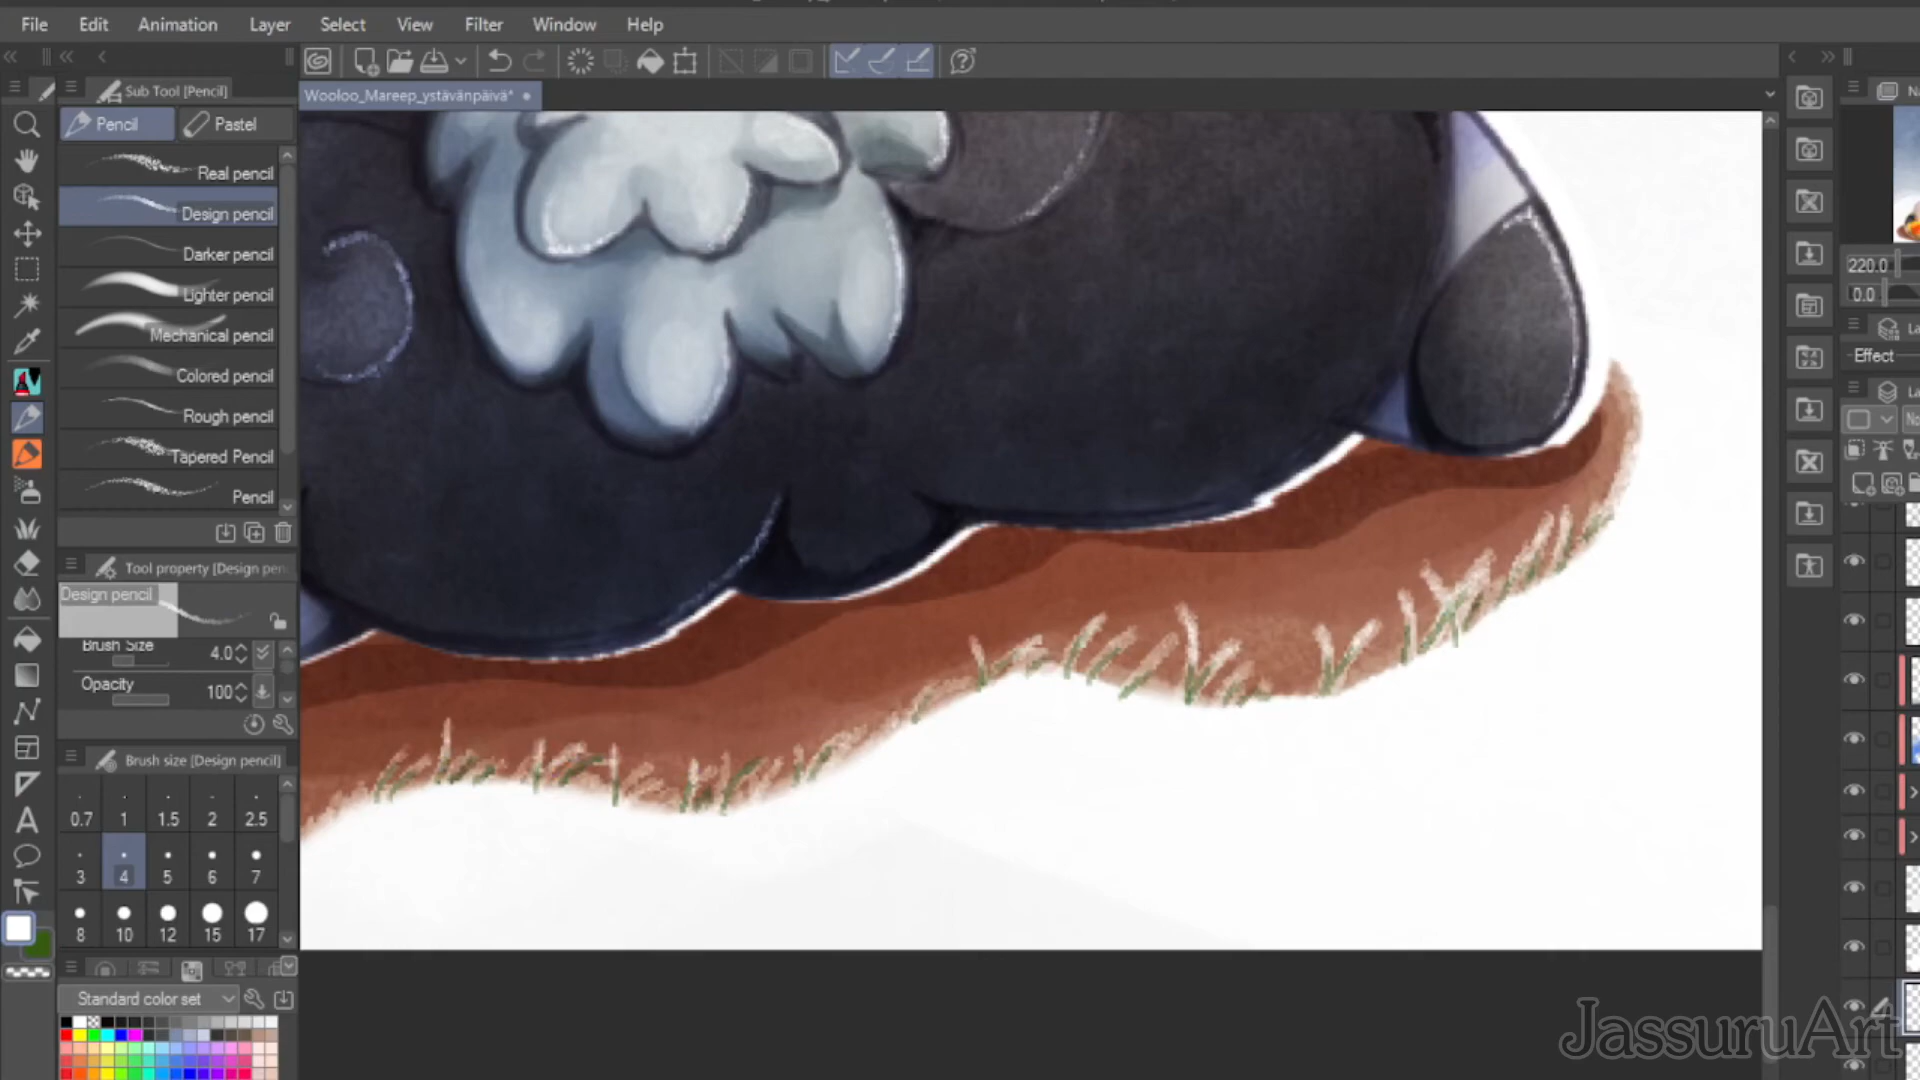 File Edit Animation Layer Select View Filter Window Help
Sub Tool [Pencil]
Wooloo_Mareep_ystävänpäivä*
Pencil Pastel
Real pencil
Design pencil
Darker pencil
Lighter pencil
Mechanical pencil
Colored pencil
Rough pencil
Tapered Pencil
Pencil
Tool property [Design pen
Design pencil
Brush Size 4.0
Opacity 100
Brush size [Design pencil]
0.7 1 1.5 2 2.5
3 4 5 6 7
8 10 12 15 17
Standard color set
220.0
0.0
Effect
JassuruArt